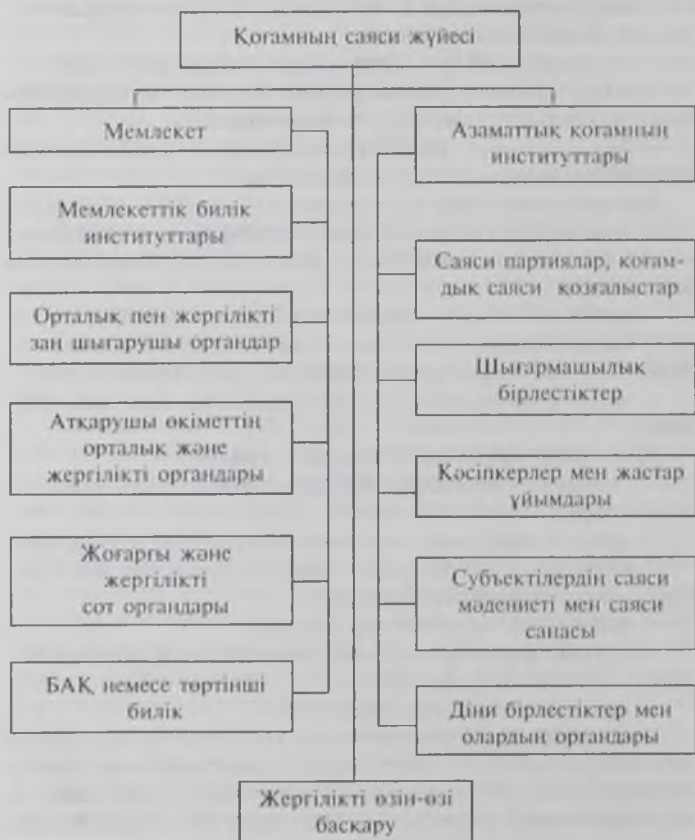 Қоғамның саяси жүйесі
Мемлекет
Мемлекеттік билік
институттары
Орталық пен жергілікті
заң шығарушы органдар
Атқарушы өкіметтің
орталық және
жергілікті органдары
Жоғарғы және
жергілікті
сот органдары
БАҚ немесе төртінші
билік
Азаматтық қоғамның
институттары
Саяси партиялар, қоғам-
дық саяси қозғалыстар
Шығармашылық
бірлестіктер
Кәсіпкерлер мен жастар
ұйымдары
Субъектілердің саяси
мәдениеті мен саяси
санасы
Діни бірлестіктер мен
олардың органдары
Жергілікті өзін-өзі
басқару